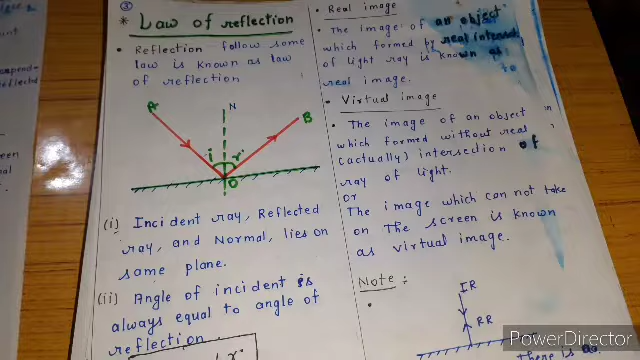 ③
* Law of reflection
• Reflection follow some
law is known as law
of reflection
A
N
B
i
r
O
(i) Incident ray, Reflected
ray, and Normal, lies on
same plane.
(ii) Angle of incident is
always equal to angle of
reflection
• Real image
• The image of an object
which formed by real
of light ray is known as
real image. to
• Virtual image
• The image of an object
which formed without real
(actually) intersection of
ray of light.
or
The image which can not take
on The screen is known
as virtual image.
Note :
IR
RR
there is
PowerDirector